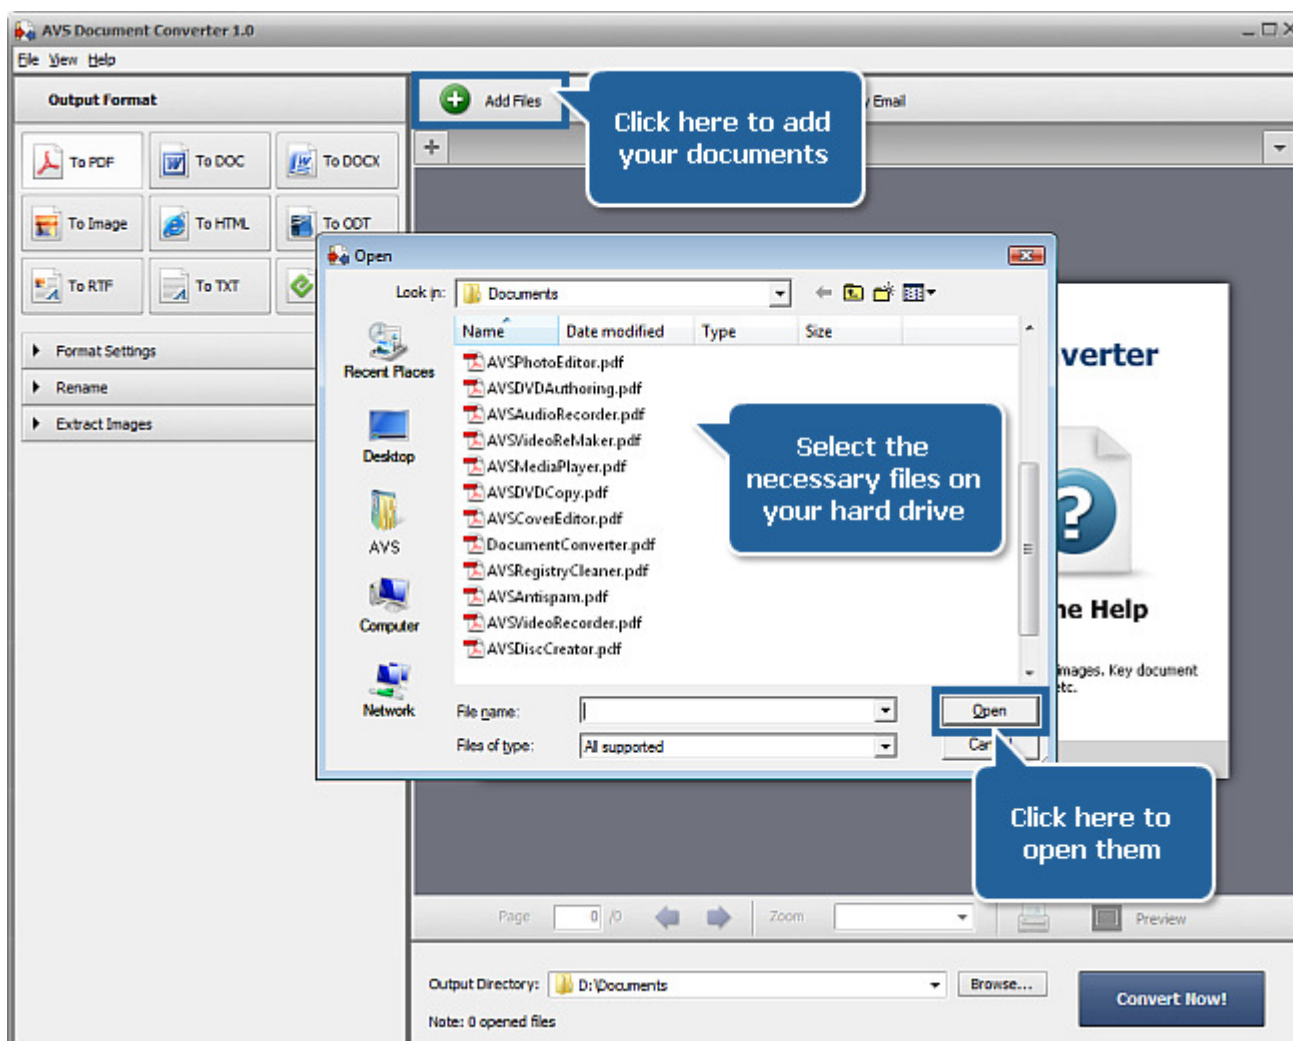 AVS Document Converter 1.0
File View Help
Output Format
Add Files
Email
Click here to add
your documents
To PDF
To DOC
To DOCX
To Image
To HTML
To ODT
To RTF
To TXT
Format Settings
Rename
Extract Images
Open
Look in:
Documents
Name
Date modified
Type
Size
Recent Places
Desktop
AVS
Computer
Network
AVSPhotoEditor.pdf
AVSDVDAuthoring.pdf
AVSAudioRecorder.pdf
AVSVideoReMaker.pdf
AVSMediaPlayer.pdf
AVSDVDCopy.pdf
AVSCoverEditor.pdf
DocumentConverter.pdf
AVSRegistryCleaner.pdf
AVSAntispam.pdf
AVSVideoRecorder.pdf
AVSDiscCreator.pdf
Select the
necessary files on
your hard drive
verter
?
ne Help
images. Key document
etc.
File name:
Open
Files of type:
All supported
Click here to
open them
Page
0 /0
Zoom
Preview
Output Directory:
D:\Documents
Browse...
Convert Now!
Note: 0 opened files